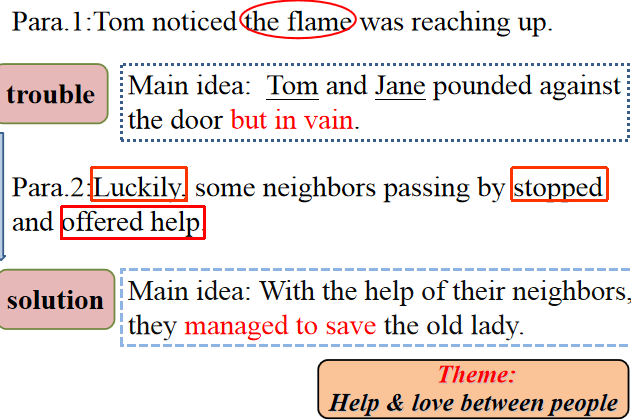 Para.1:Tom noticed the flame was reaching up.
trouble
Main idea: Tom and Jane pounded against
the door but in vain.
Para.2:Luckily, some neighbors passing by stopped
and offered help.
solution
Main idea: With the help of their neighbors,
they managed to save the old lady.
Theme:
Help & love between people